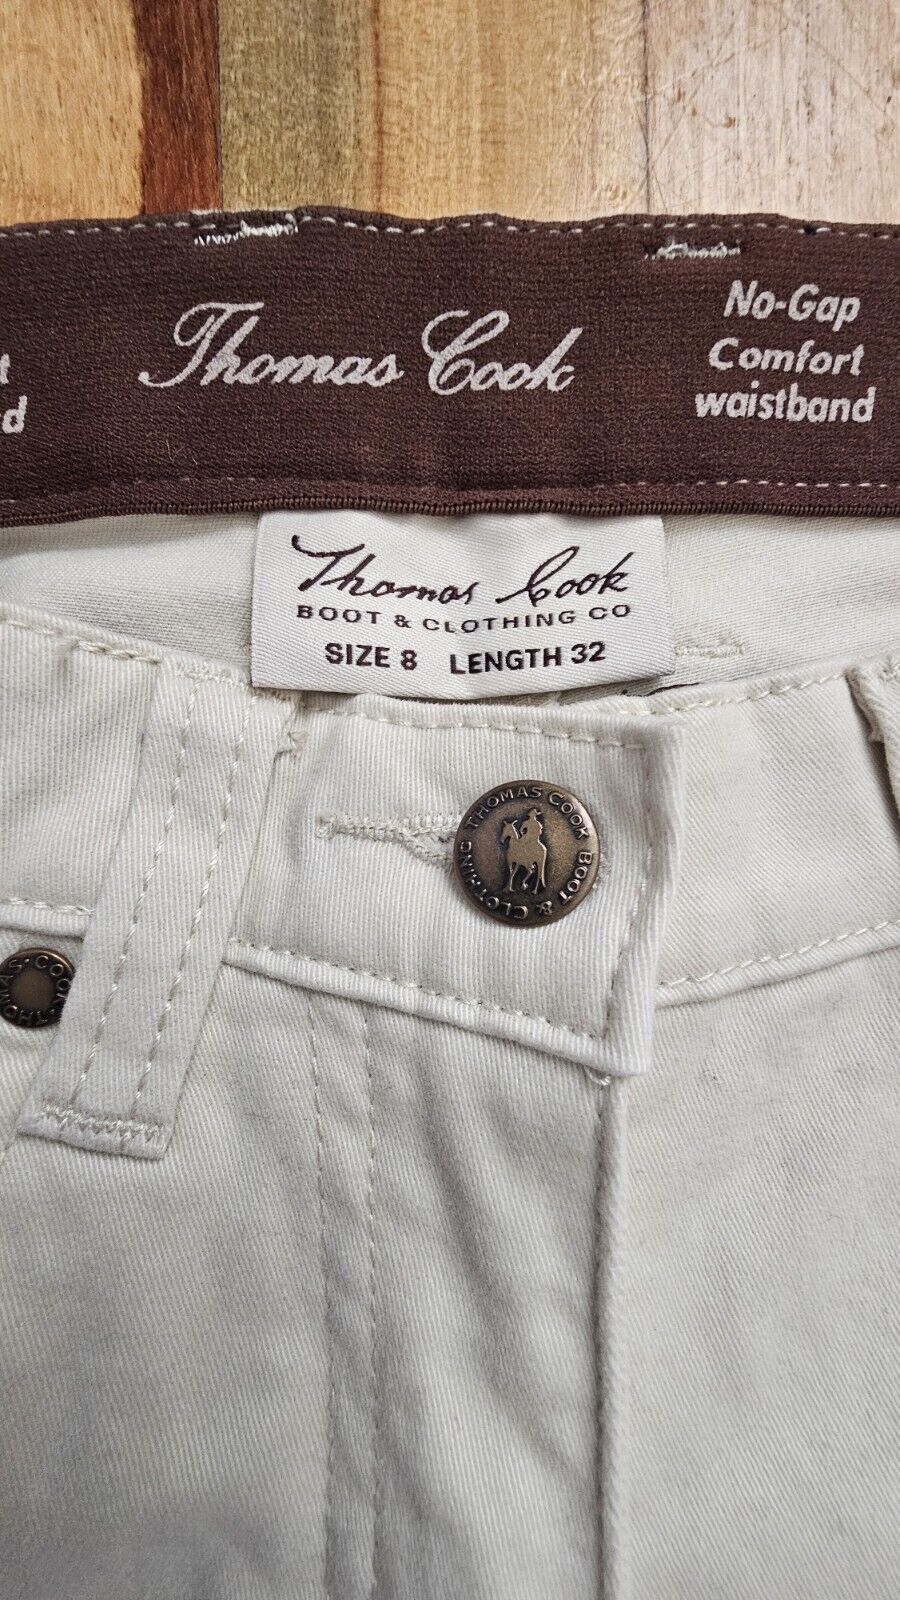 Thomas Cook
No-Gap
Comfort
waistband
d
Thomas Cook
BOOT & CLOTHING CO
SIZE 8 LENGTH 32
THOMAS COOK BOOT & CLOTHING
THOMAS·COOK